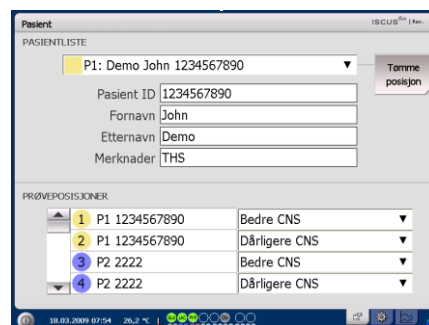 Pasient
ISCUS flex
PASIENTLISTE
P1: Demo John 1234567890
Tømme
posisjon
Pasient ID 1234567890
Fornavn John
Etternavn Demo
Merknader THS
PRØVEPOSISJONER
1 P1 1234567890 Bedre CNS
2 P1 1234567890 Dårligere CNS
3 P2 2222 Bedre CNS
4 P2 2222 Dårligere CNS
18.03.2009 07:54 26,2 °C